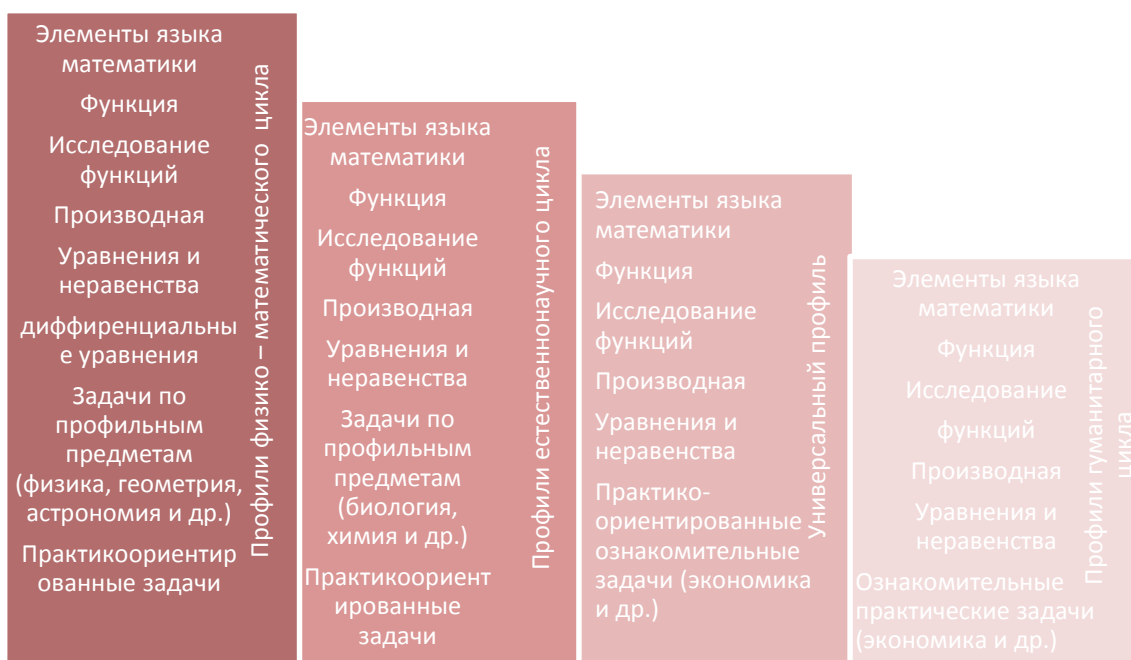 Элементы языка
математики
Функция
Исследование
функций
Производная
Уравнения и
неравенства
диффиренциальны
е уравнения
Задачи по
профильным
предметам
(физика, геометрия,
астрономия и др.)
Практикоориентир
ованные задачи
Профили физико – математического цикла
Элементы языка
математики
Функция
Исследование
функций
Производная
Уравнения и
неравенства
Задачи по
профильным
предметам
(биология,
химия и др.)
Практикоориент
ированные
задачи
Профили естественнонаучного цикла
Элементы языка
математики
Функция
Исследование
функций
Производная
Уравнения и
неравенства
Практико-
ориентированные
ознакомительные
задачи (экономика
и др.)
Универсальный профиль
Элементы языка
математики
Функция
Исследование
функций
Производная
Уравнения и
неравенства
Ознакомительные
практические задачи
(экономика и др.)
Профили гуманитарного
цикла